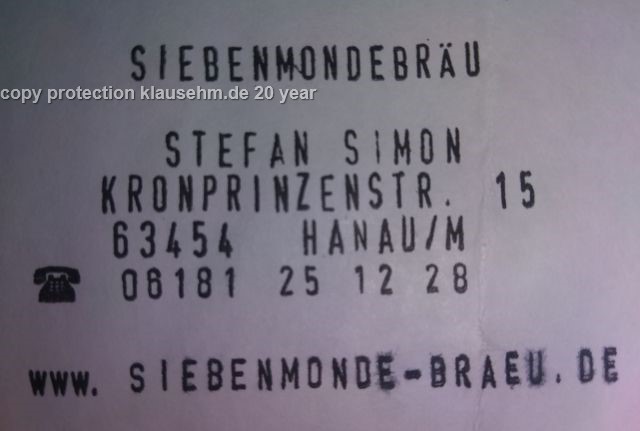 SIEBENMONDEBRÄU
copy protection klausehm.de 20 year
STEFAN SIMON
KRONPRINZENSTR. 15
63454 HANAU/M
☎ 06181 25 12 28
www. SIEBENMONDE-BRAEU.DE